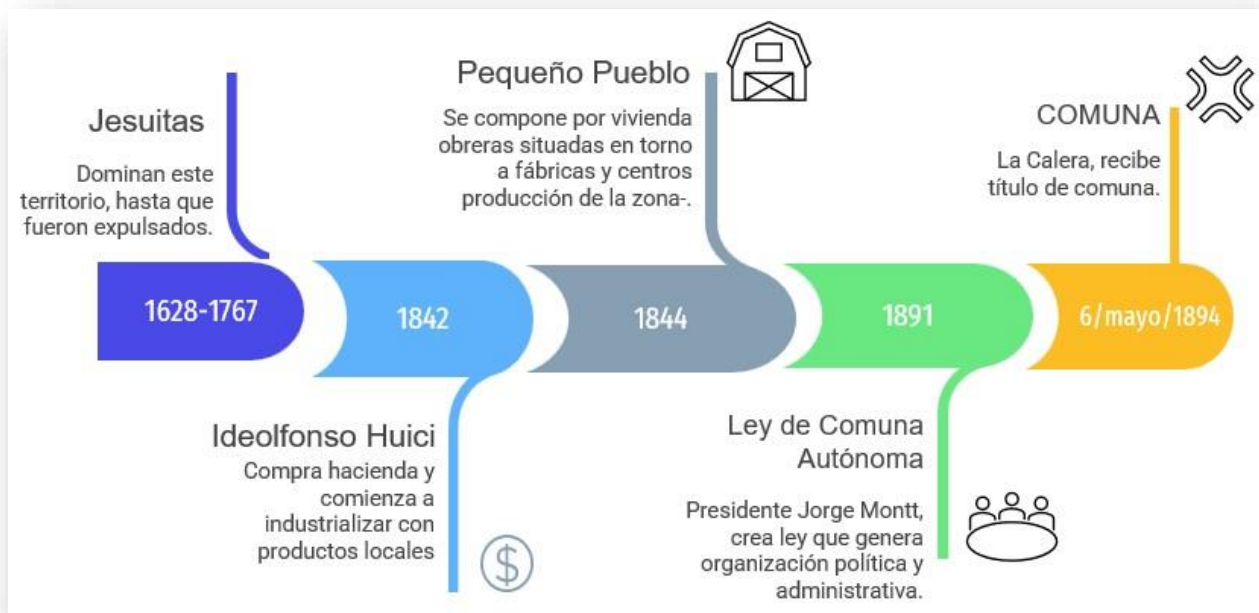 Jesuitas
Dominan este
territorio, hasta que
fueron expulsados.
1628-1767
1842
Ideolfonso Huici
Compra hacienda y
comienza a
industrializar con
productos locales
$
Pequeño Pueblo
Se compone por vivienda
obreras situadas en torno
a fábricas y centros
producción de la zona-.
1844
1891
Ley de Comuna
Autónoma
Presidente Jorge Montt,
crea ley que genera
organización política y
administrativa.
COMUNA
La Calera, recibe
título de comuna.
6/mayo/1894